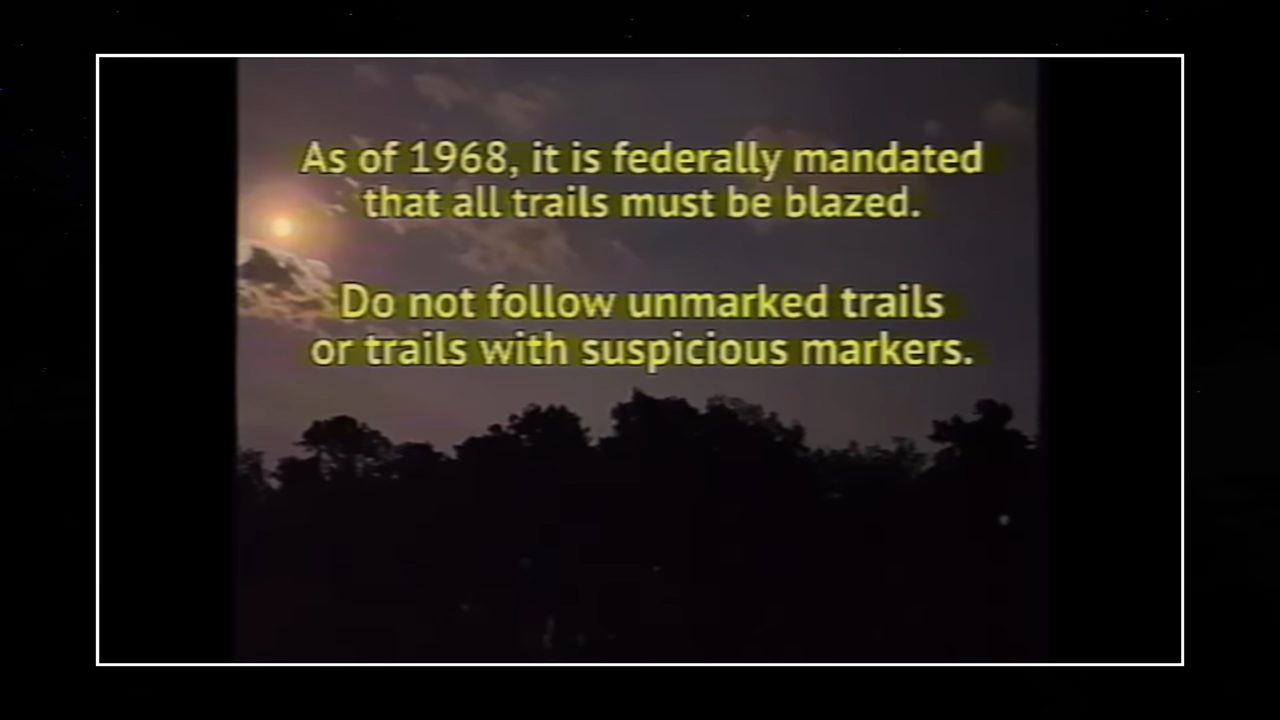 As of 1968, it is federally mandated
that all trails must be blazed.
Do not follow unmarked trails
or trails with suspicious markers.